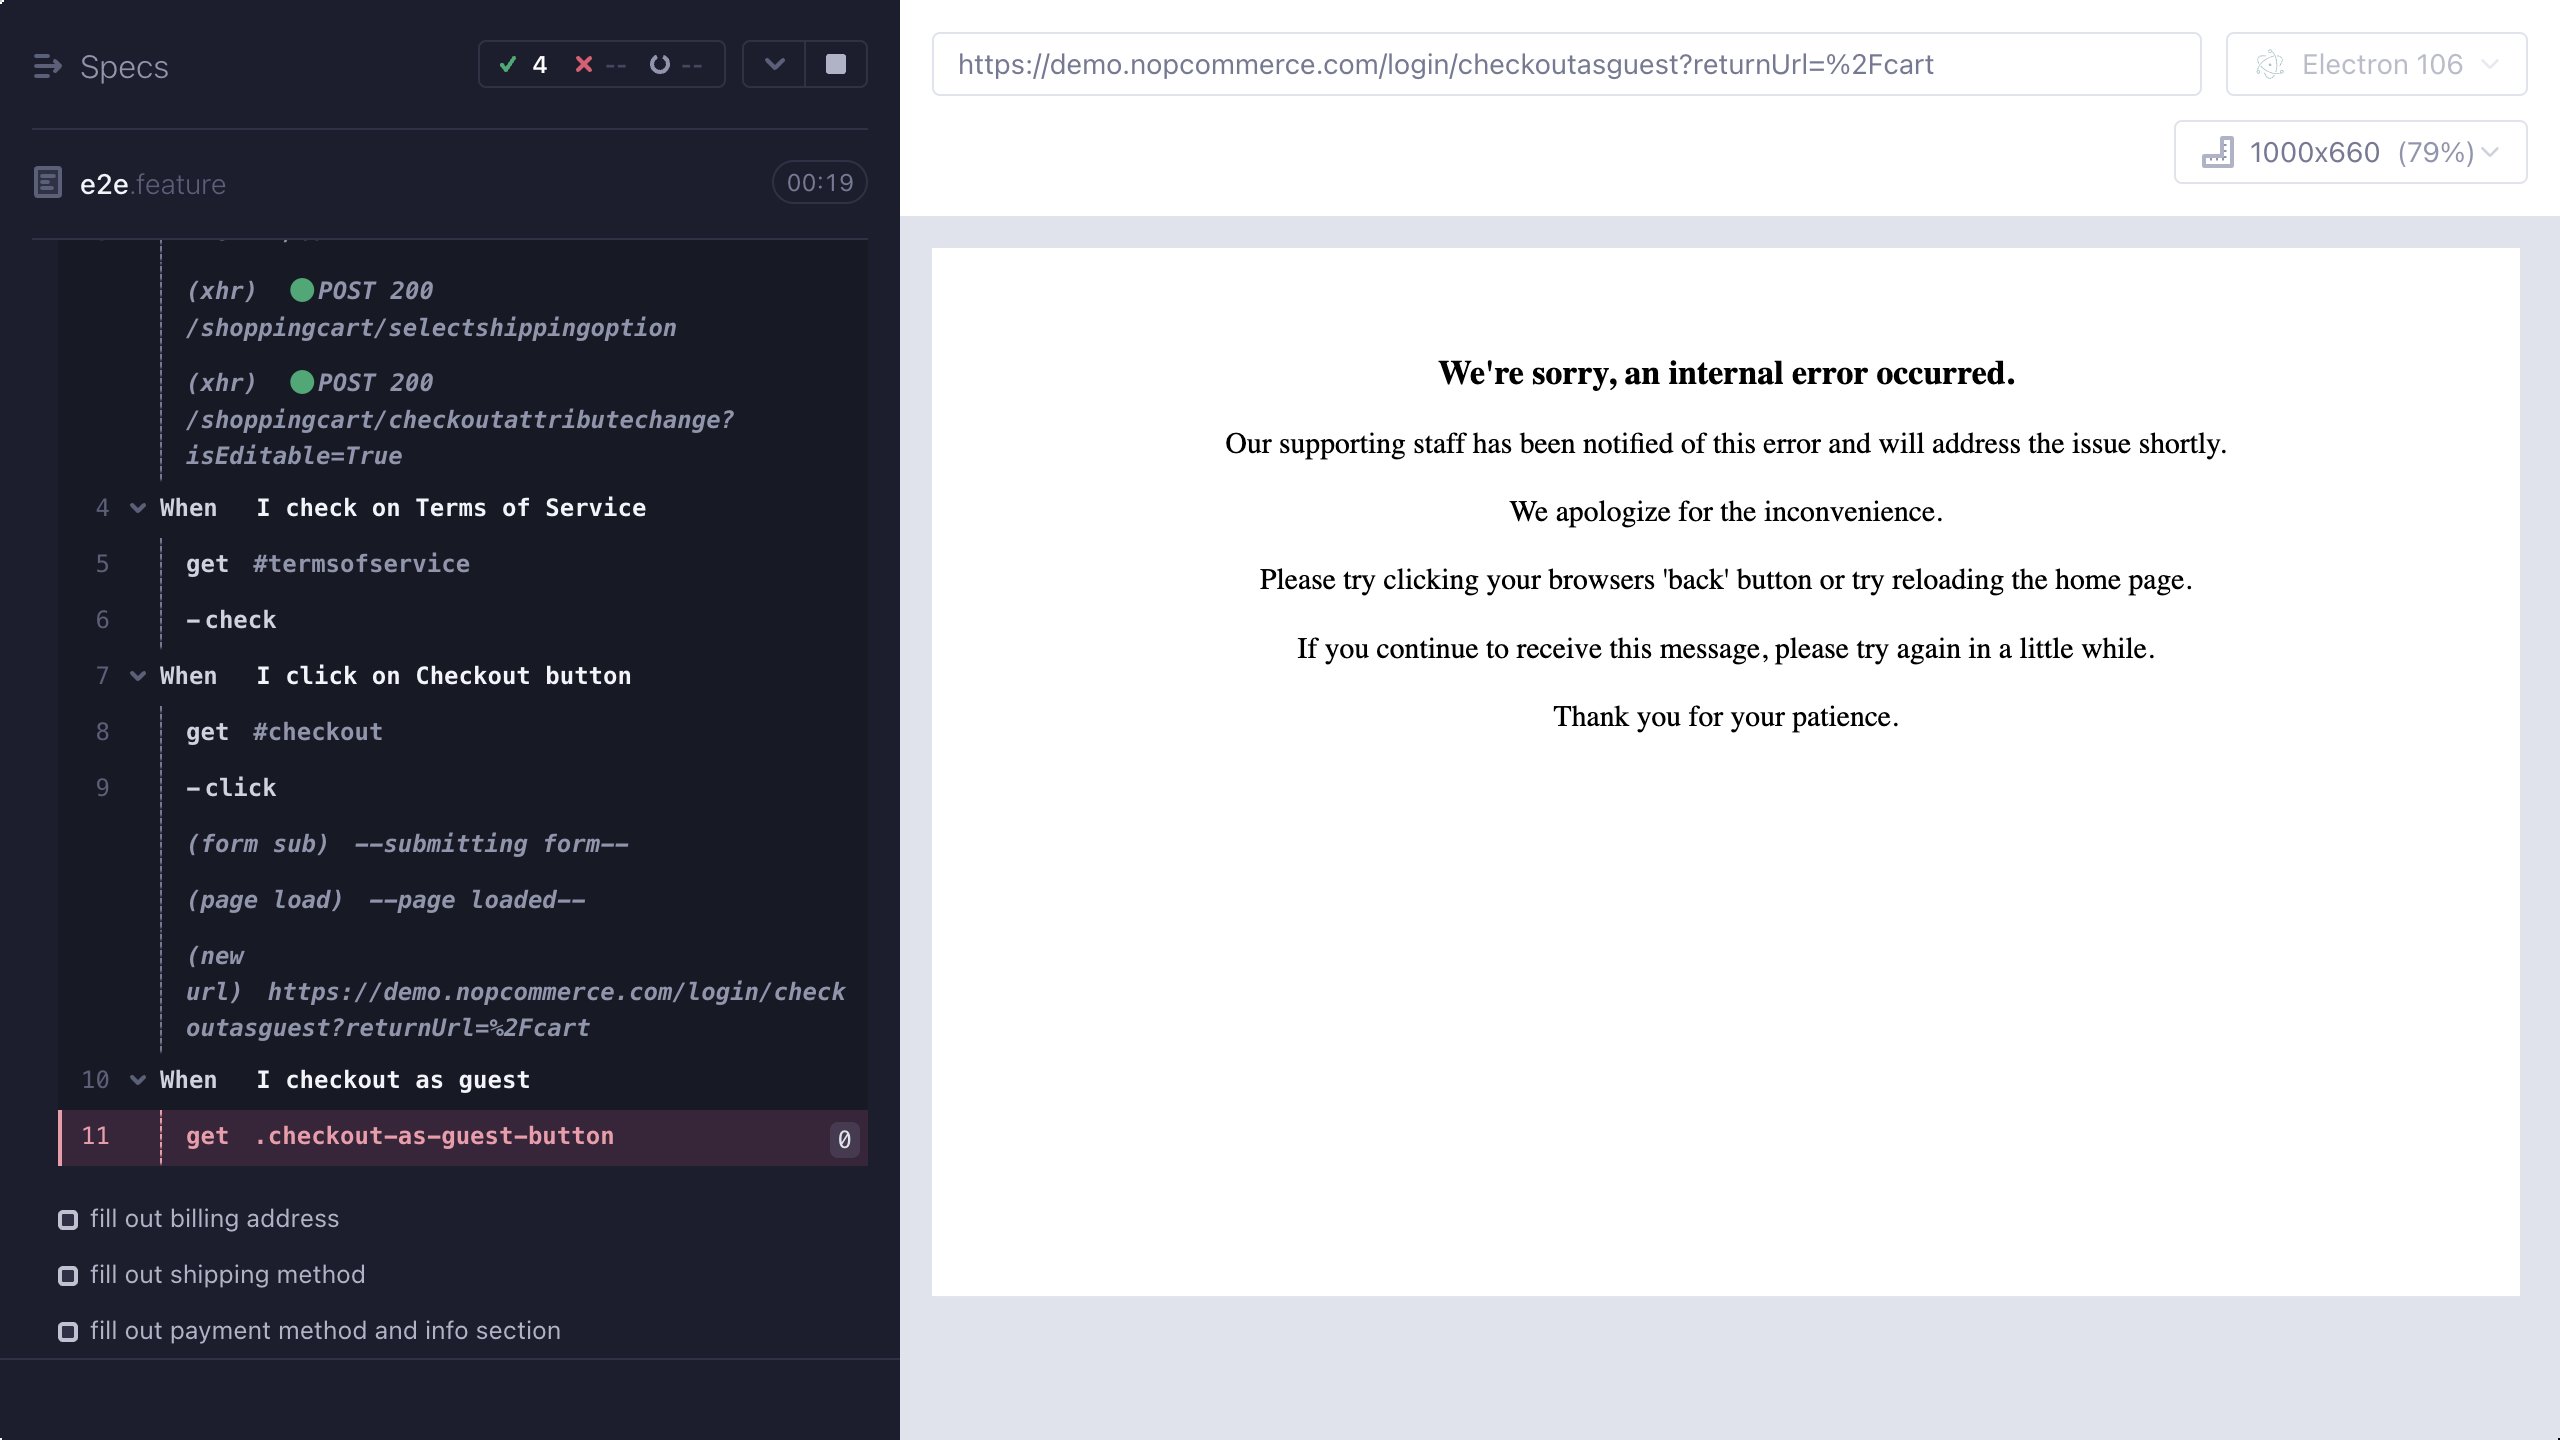 Specs
4 -- --
e2e.feature 00:19
(xhr) POST 200
/shoppingcart/selectshippingoption
(xhr) POST 200
/shoppingcart/checkoutattributechange?
isEditable=True
4 When I check on Terms of Service
5 get #termsofservice
6 -check
7 When I click on Checkout button
8 get #checkout
9 -click
(form sub) --submitting form--
(page load) --page loaded--
(new
url) https://demo.nopcommerce.com/login/check
outasguest?returnUrl=%2Fcart
10 When I checkout as guest
11 get .checkout-as-guest-button 0
fill out billing address
fill out shipping method
fill out payment method and info section
https://demo.nopcommerce.com/login/checkoutasguest?returnUrl=%2Fcart
Electron 106
1000x660 (79%)
We're sorry, an internal error occurred.
Our supporting staff has been notified of this error and will address the issue shortly.
We apologize for the inconvenience.
Please try clicking your browsers 'back' button or try reloading the home page.
If you continue to receive this message, please try again in a little while.
Thank you for your patience.